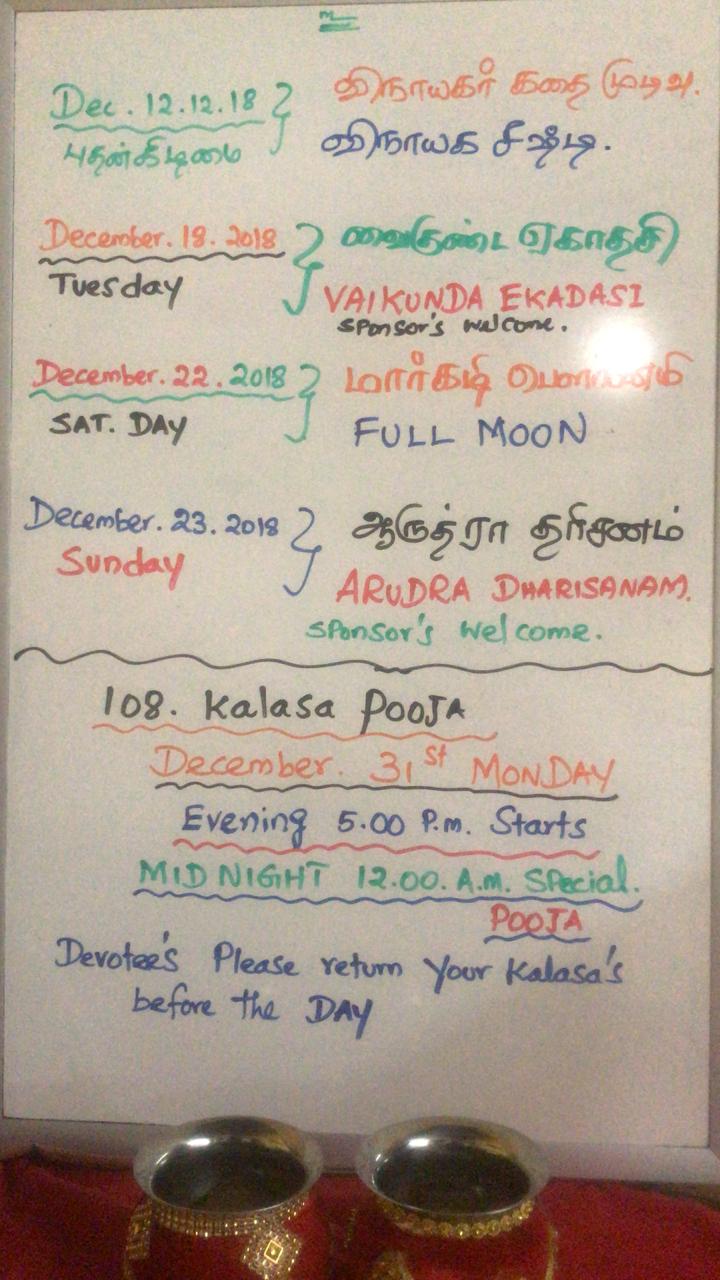 உ
Dec. 12.12.18
விநாயகர் கதை முடிவு.
புதன்கிழமை
விநாயக சஷ்டி.
December. 18. 2018
வைகுண்ட ஏகாதசி
Tuesday
VAIKUNDA EKADASI
sponsor's welcome.
December. 22. 2018
மார்கழி பௌர்ணமி
SAT. DAY
FULL MOON
December. 23. 2018
ஆருத்ரா தரிசணம்
Sunday
ARUDRA DHARISANAM.
sponsor's welcome.
108. Kalasa POOJA
December. 31st MONDAY
Evening 5.00 P.m. Starts
MID NIGHT 12.00. A.m. Special.
POOJA
Devotee's Please return your Kalasa's
before the DAY